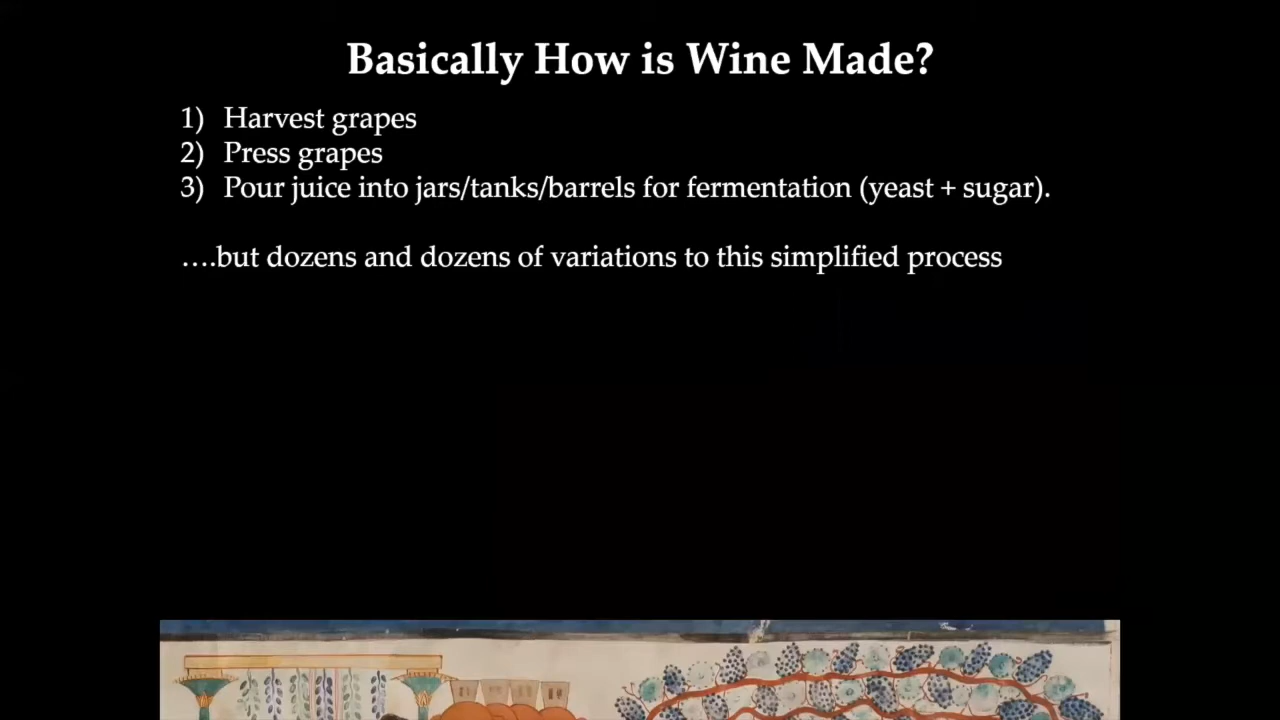 Basically How is Wine Made?
1) Harvest grapes
2) Press grapes
3) Pour juice into jars/tanks/barrels for fermentation (yeast + sugar).
….but dozens and dozens of variations to this simplified process